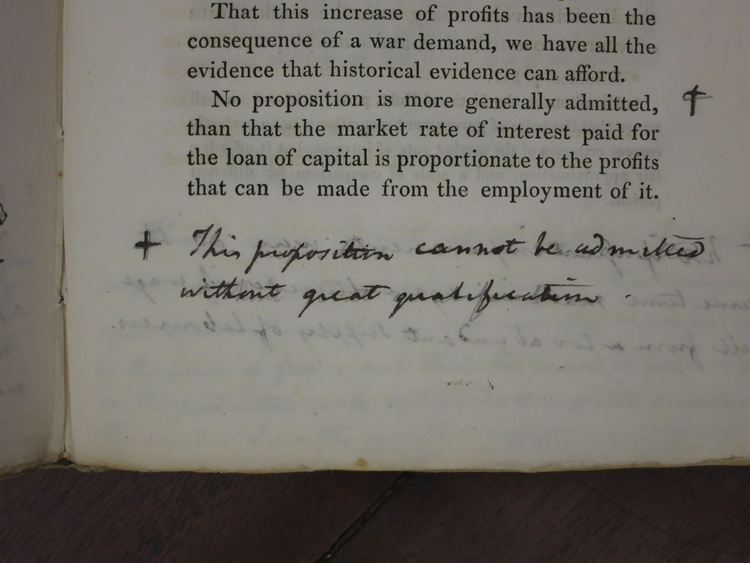 That this increase of profits has been the
consequence of a war demand, we have all the
evidence that historical evidence can afford.
No proposition is more generally admitted, †
than that the market rate of interest paid for
the loan of capital is proportionate to the profits
that can be made from the employment of it.
+ This proposition cannot be admitted
without great qualification.